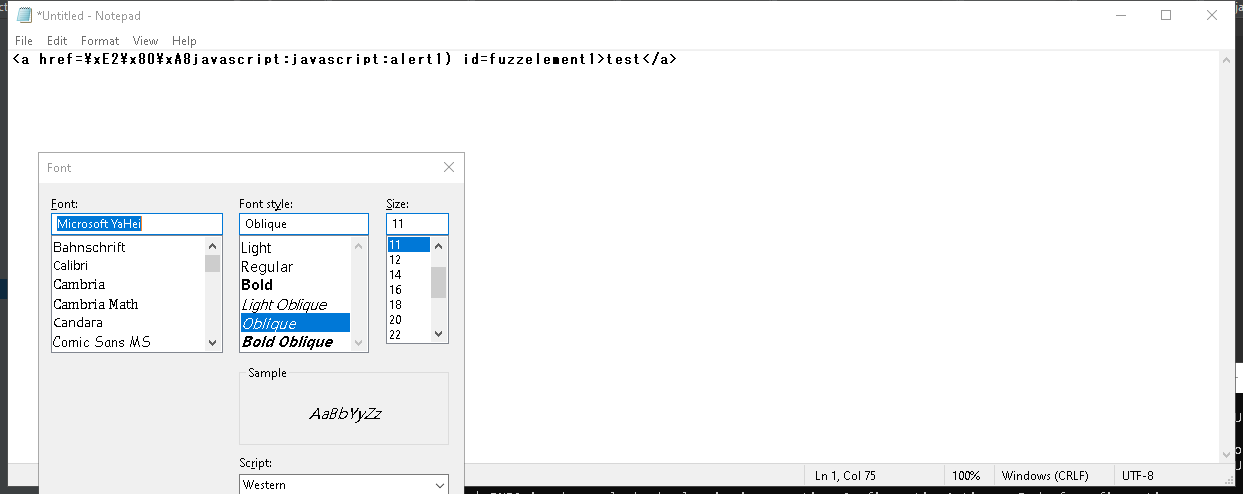 *Untitled - Notepad
File Edit Format View Help
<a href=¥xE2¥x80¥xA8javascript:javascript:alert1) id=fuzzelement1>test</a>
Font
Font: Font style: Size:
Microsoft YaHei Oblique 11
Bahnschrift Light 11
Calibri Regular 12
Cambria Bold 14
Cambria Math Light Oblique 16
Candara Oblique 18
Comic Sans MS Bold Oblique 20
22
Sample
AaBbYyZz
Script:
Western
Ln 1, Col 75 100% Windows (CRLF) UTF-8